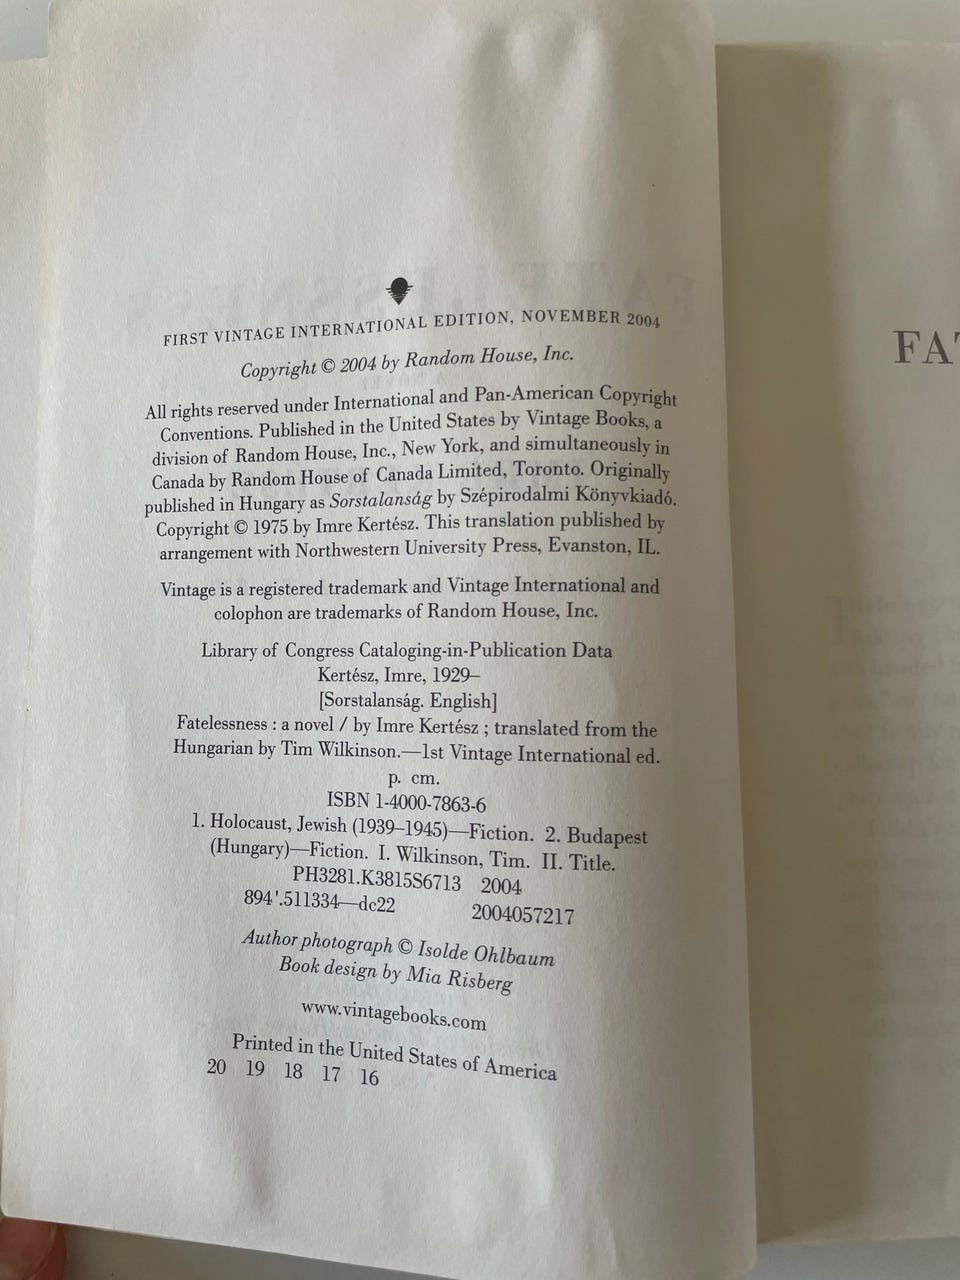 FIRST VINTAGE INTERNATIONAL EDITION, NOVEMBER 2004
Copyright © 2004 by Random House, Inc.
All rights reserved under International and Pan-American Copyright
Conventions. Published in the United States by Vintage Books, a
division of Random House, Inc., New York, and simultaneously in
Canada by Random House of Canada Limited, Toronto. Originally
published in Hungary as Sorstalanság by Szépirodalmi Könyvkiadó.
Copyright © 1975 by Imre Kertész. This translation published by
arrangement with Northwestern University Press, Evanston, IL.
Vintage is a registered trademark and Vintage International and
colophon are trademarks of Random House, Inc.
Library of Congress Cataloging-in-Publication Data
Kertész, Imre, 1929–
[Sorstalanság. English]
Fatelessness : a novel / by Imre Kertész ; translated from the
Hungarian by Tim Wilkinson.—1st Vintage International ed.
p. cm.
ISBN 1-4000-7863-6
1. Holocaust, Jewish (1939–1945)—Fiction. 2. Budapest
(Hungary)—Fiction. I. Wilkinson, Tim. II. Title.
PH3281.K3815S6713 2004
894'.511334—dc22 2004057217
Author photograph © Isolde Ohlbaum
Book design by Mia Risberg
www.vintagebooks.com
Printed in the United States of America
20 19 18 17 16
FAT